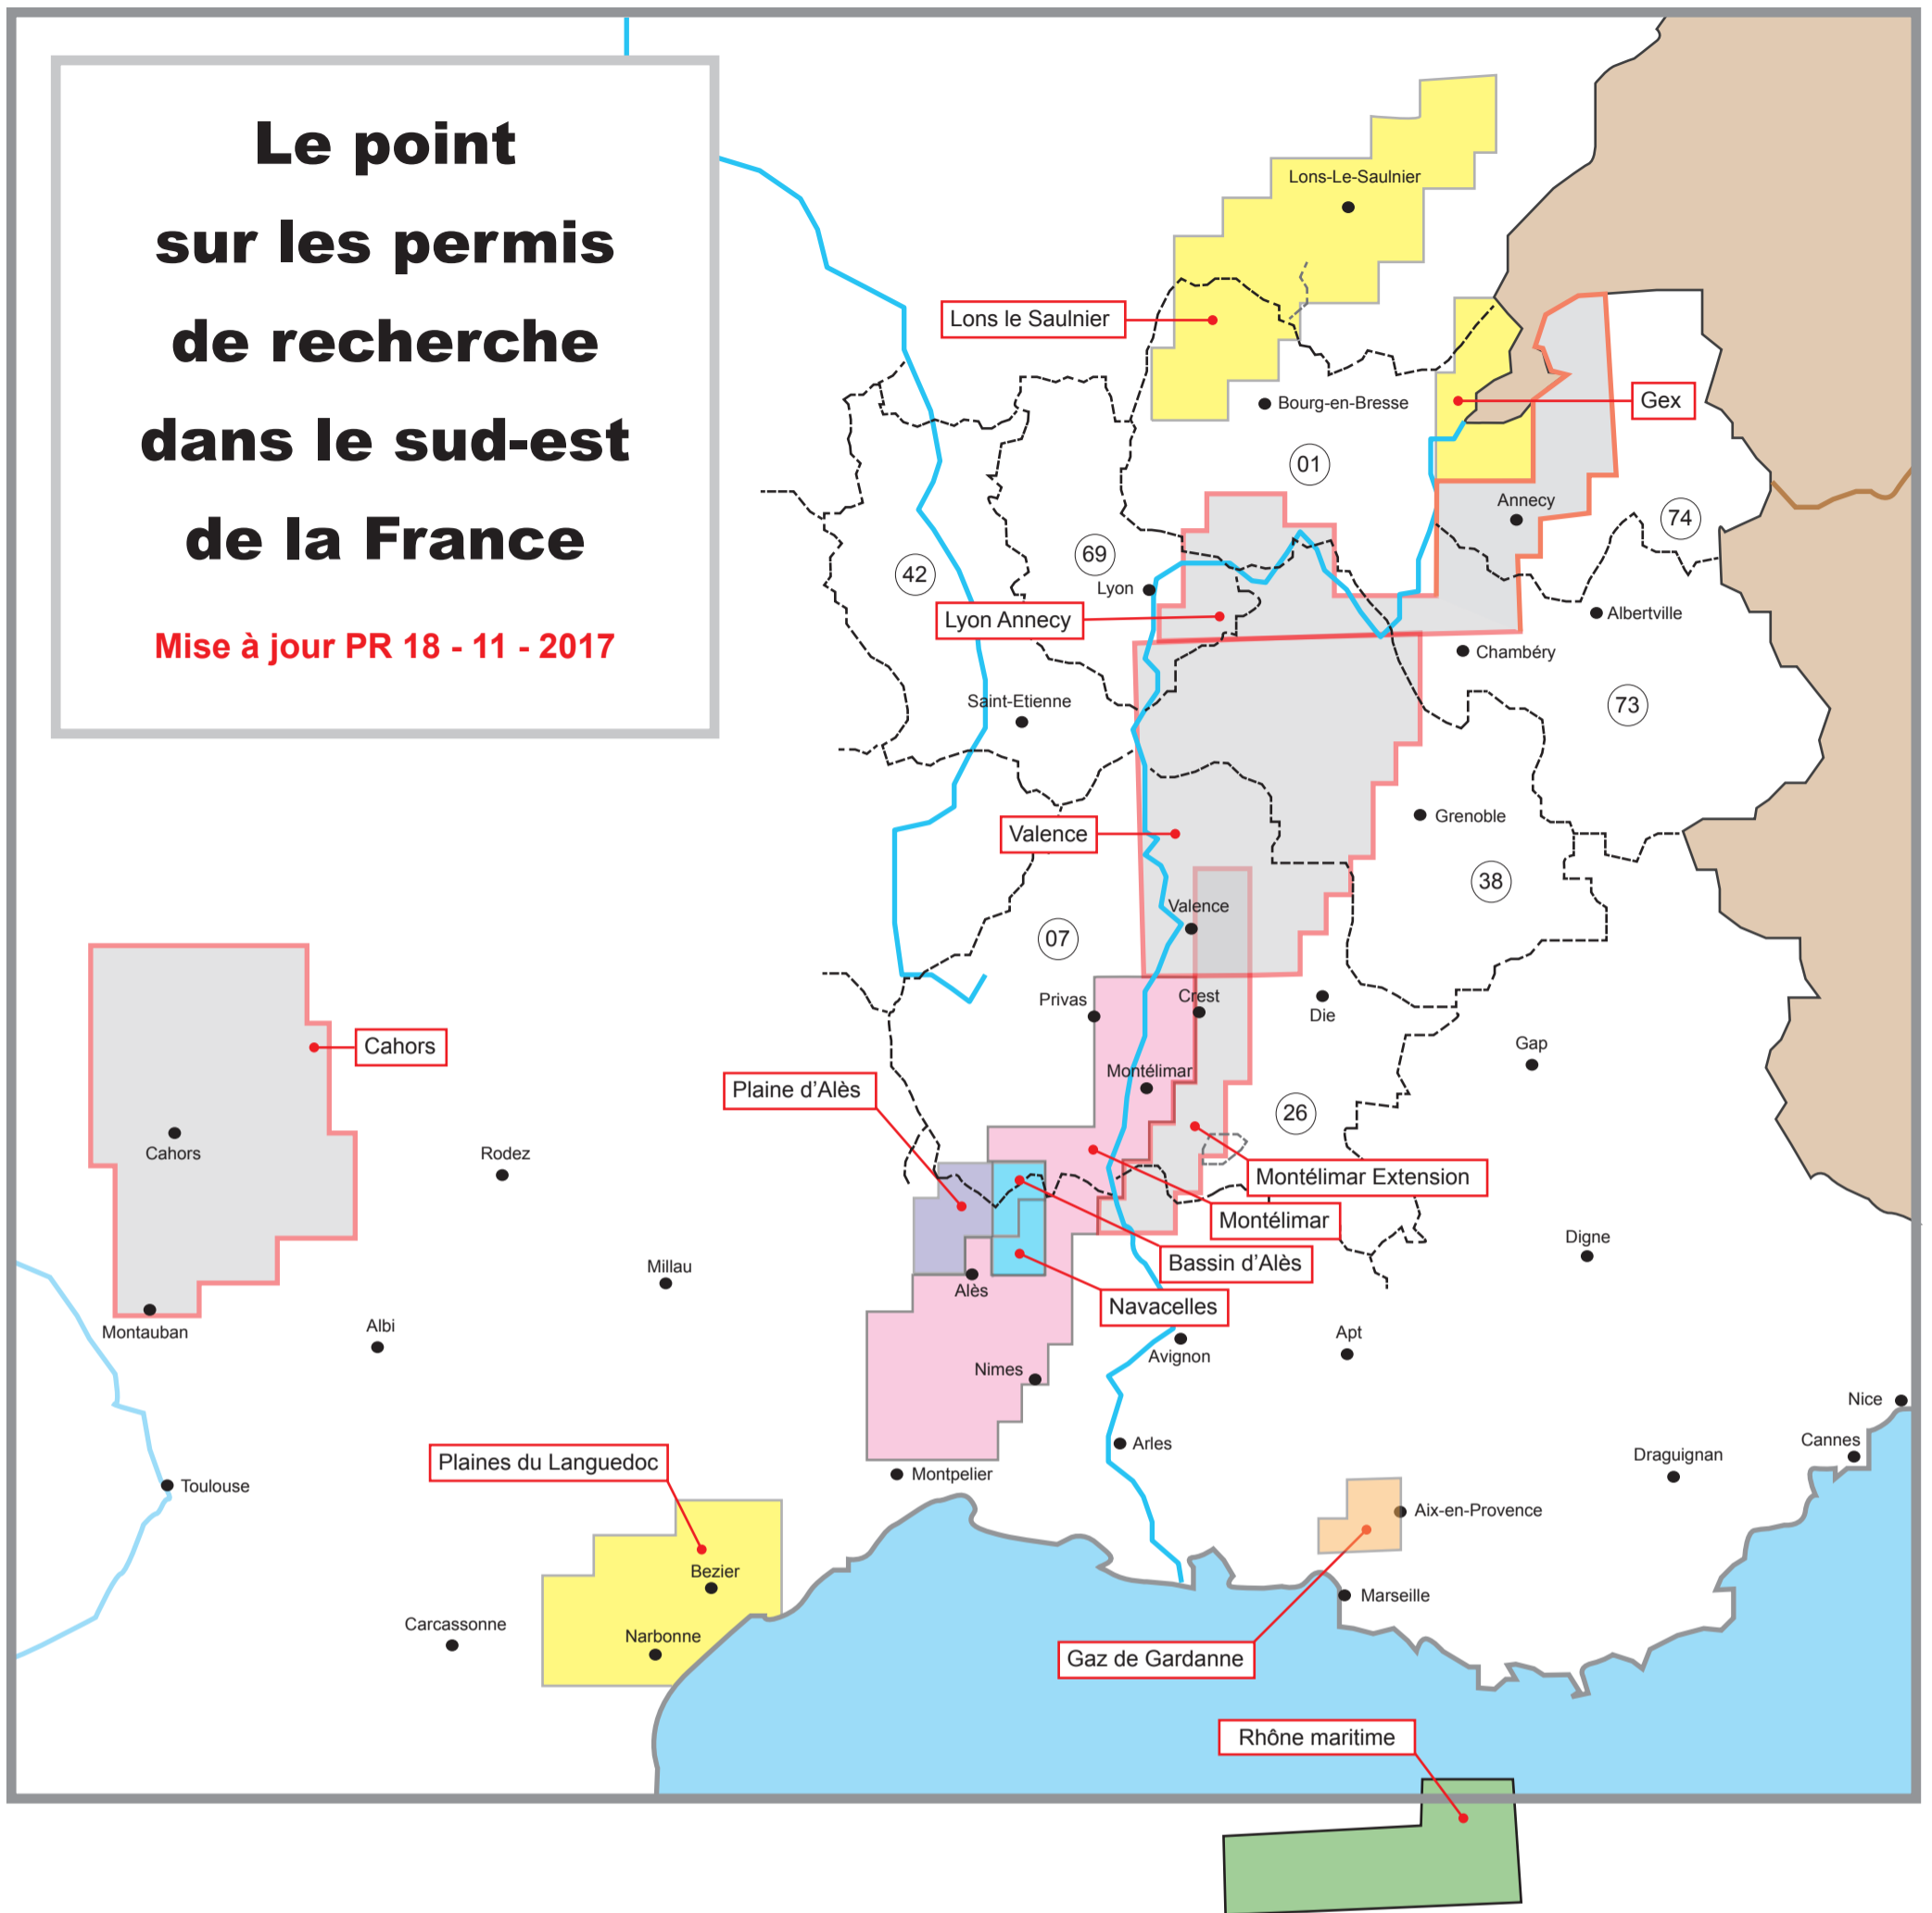 Le point
sur les permis
de recherche
dans le sud-est
de la France
Mise à jour PR 18 - 11 - 2017
Lons-Le-Saulnier
Lons le Saulnier
Gex
Bourg-en-Bresse
01
Annecy
74
69
42
Lyon
Lyon Annecy
Albertville
Chambéry
Saint-Etienne
73
Valence
Grenoble
38
Valence
07
Privas
Crest
Die
Cahors
Gap
Montélimar
Plaine d'Alès
26
Cahors
Rodez
Montélimar Extension
Montélimar
Digne
Bassin d'Alès
Millau
Alès
Navacelles
Montauban
Albi
Apt
Avignon
Nimes
Nice
Arles
Cannes
Draguignan
Plaines du Languedoc
Montpelier
Toulouse
Aix-en-Provence
Bezier
Marseille
Carcassonne
Narbonne
Gaz de Gardanne
Rhône maritime